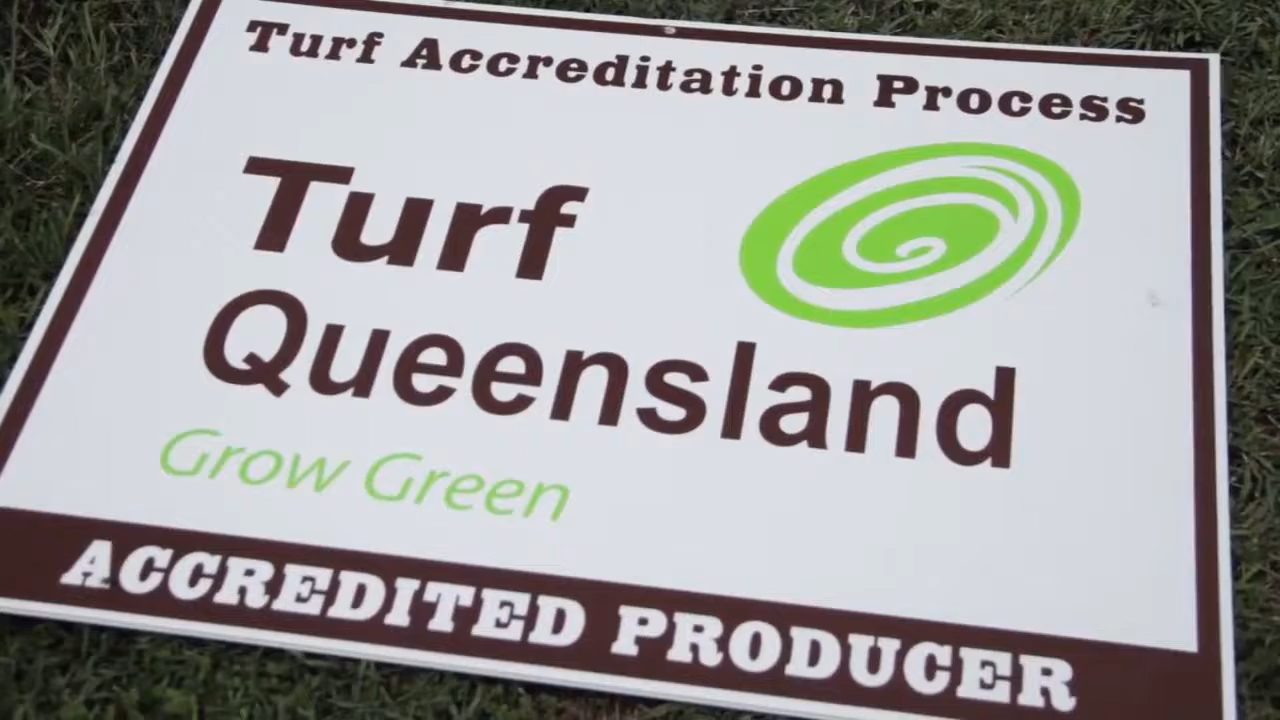 Turf Accreditation Process
Turf
Queensland
Grow Green
ACCREDITED PRODUCER